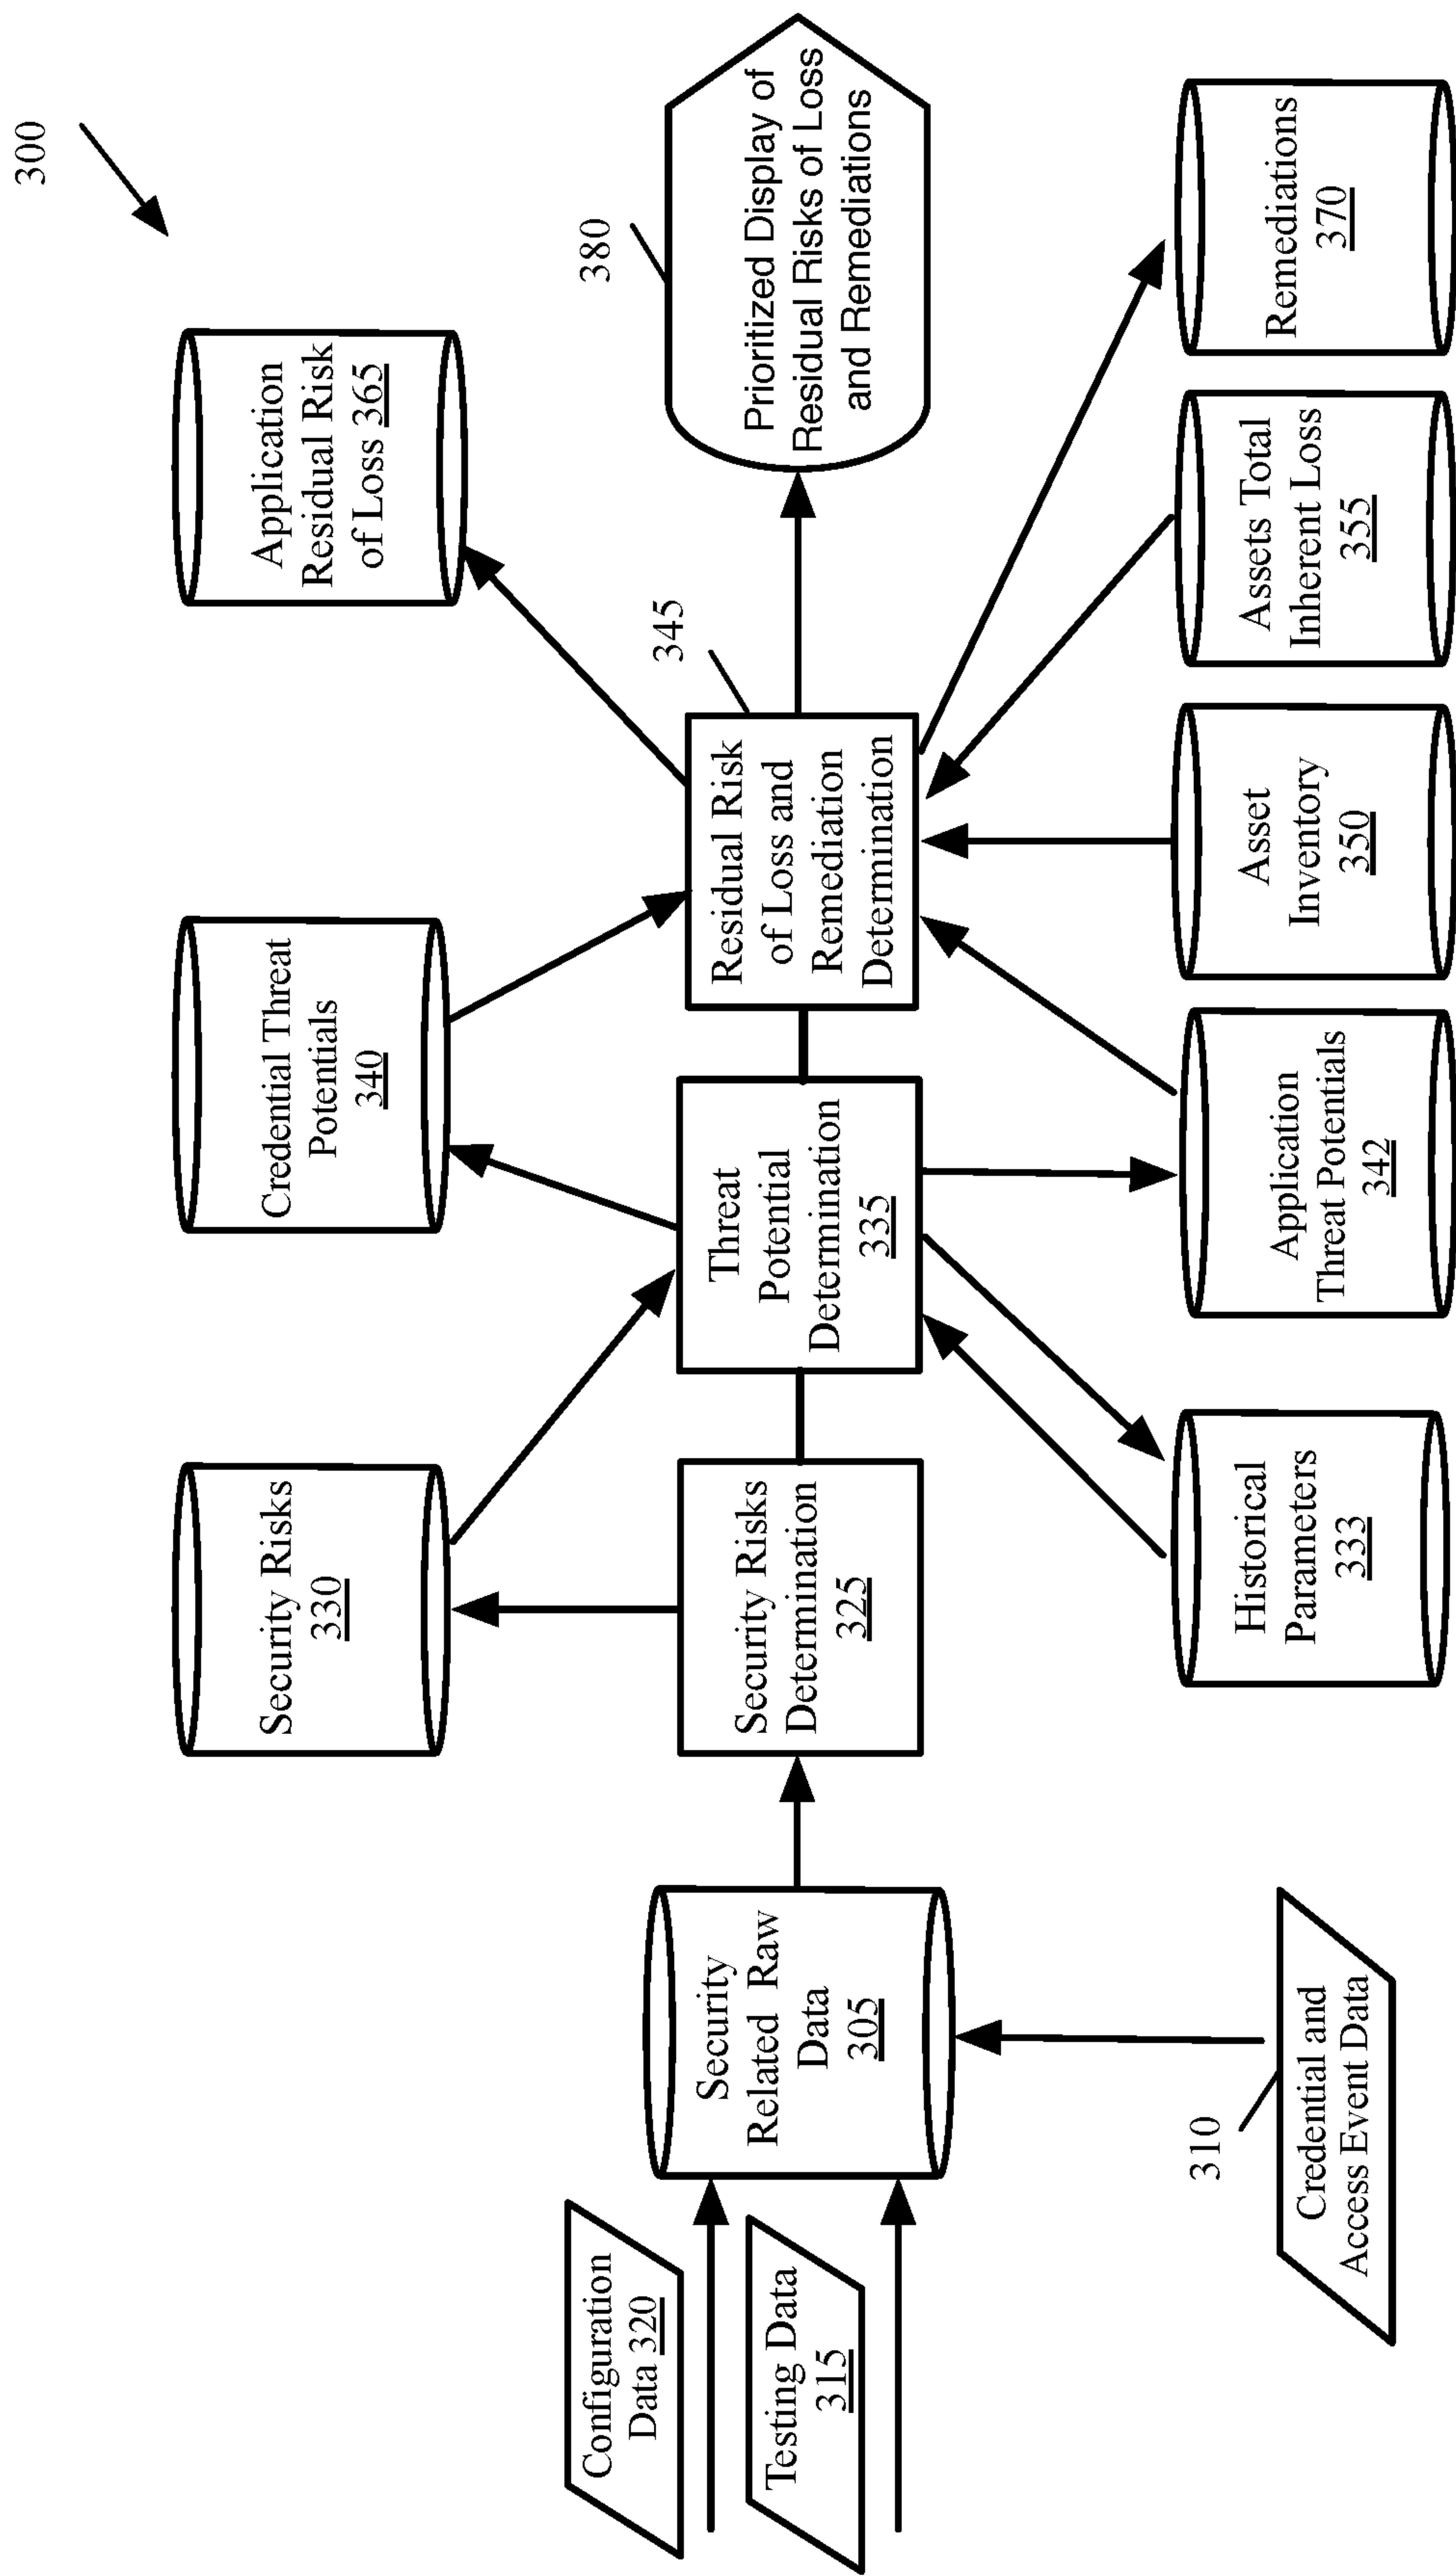 300
Application
Residual Risk
of Loss 365
Credential Threat
Potentials
340
Security Risks
330
Configuration
Data 320
Testing Data
315
Security
Related Raw
Data
305
Security Risks
Determination
325
Threat
Potential
Determination
335
345
Residual Risk
of Loss and
Remediation
Determination
380
Prioritized Display of
Residual Risks of Loss
and Remediations
310
Credential and
Access Event Data
Historical
Parameters
333
Application
Threat Potentials
342
Asset
Inventory
350
Assets Total
Inherent Loss
355
Remediations
370